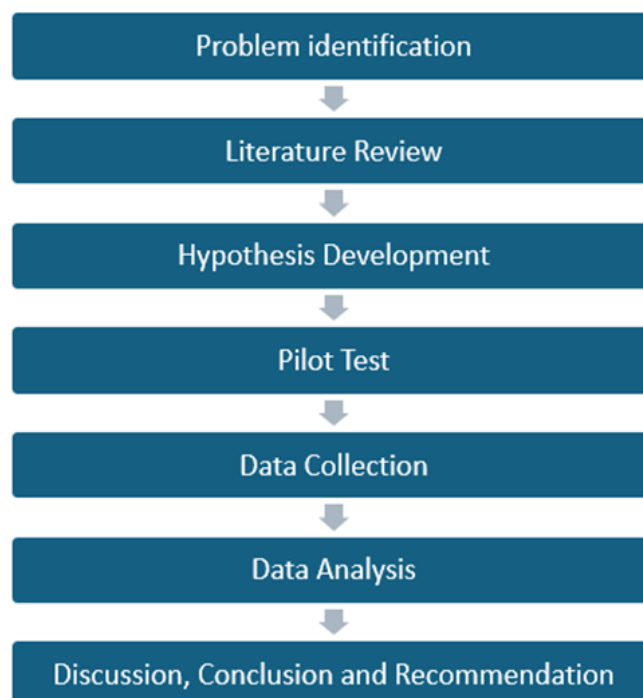 Problem identification
Literature Review
Hypothesis Development
Pilot Test
Data Collection
Data Analysis
Discussion, Conclusion and Recommendation